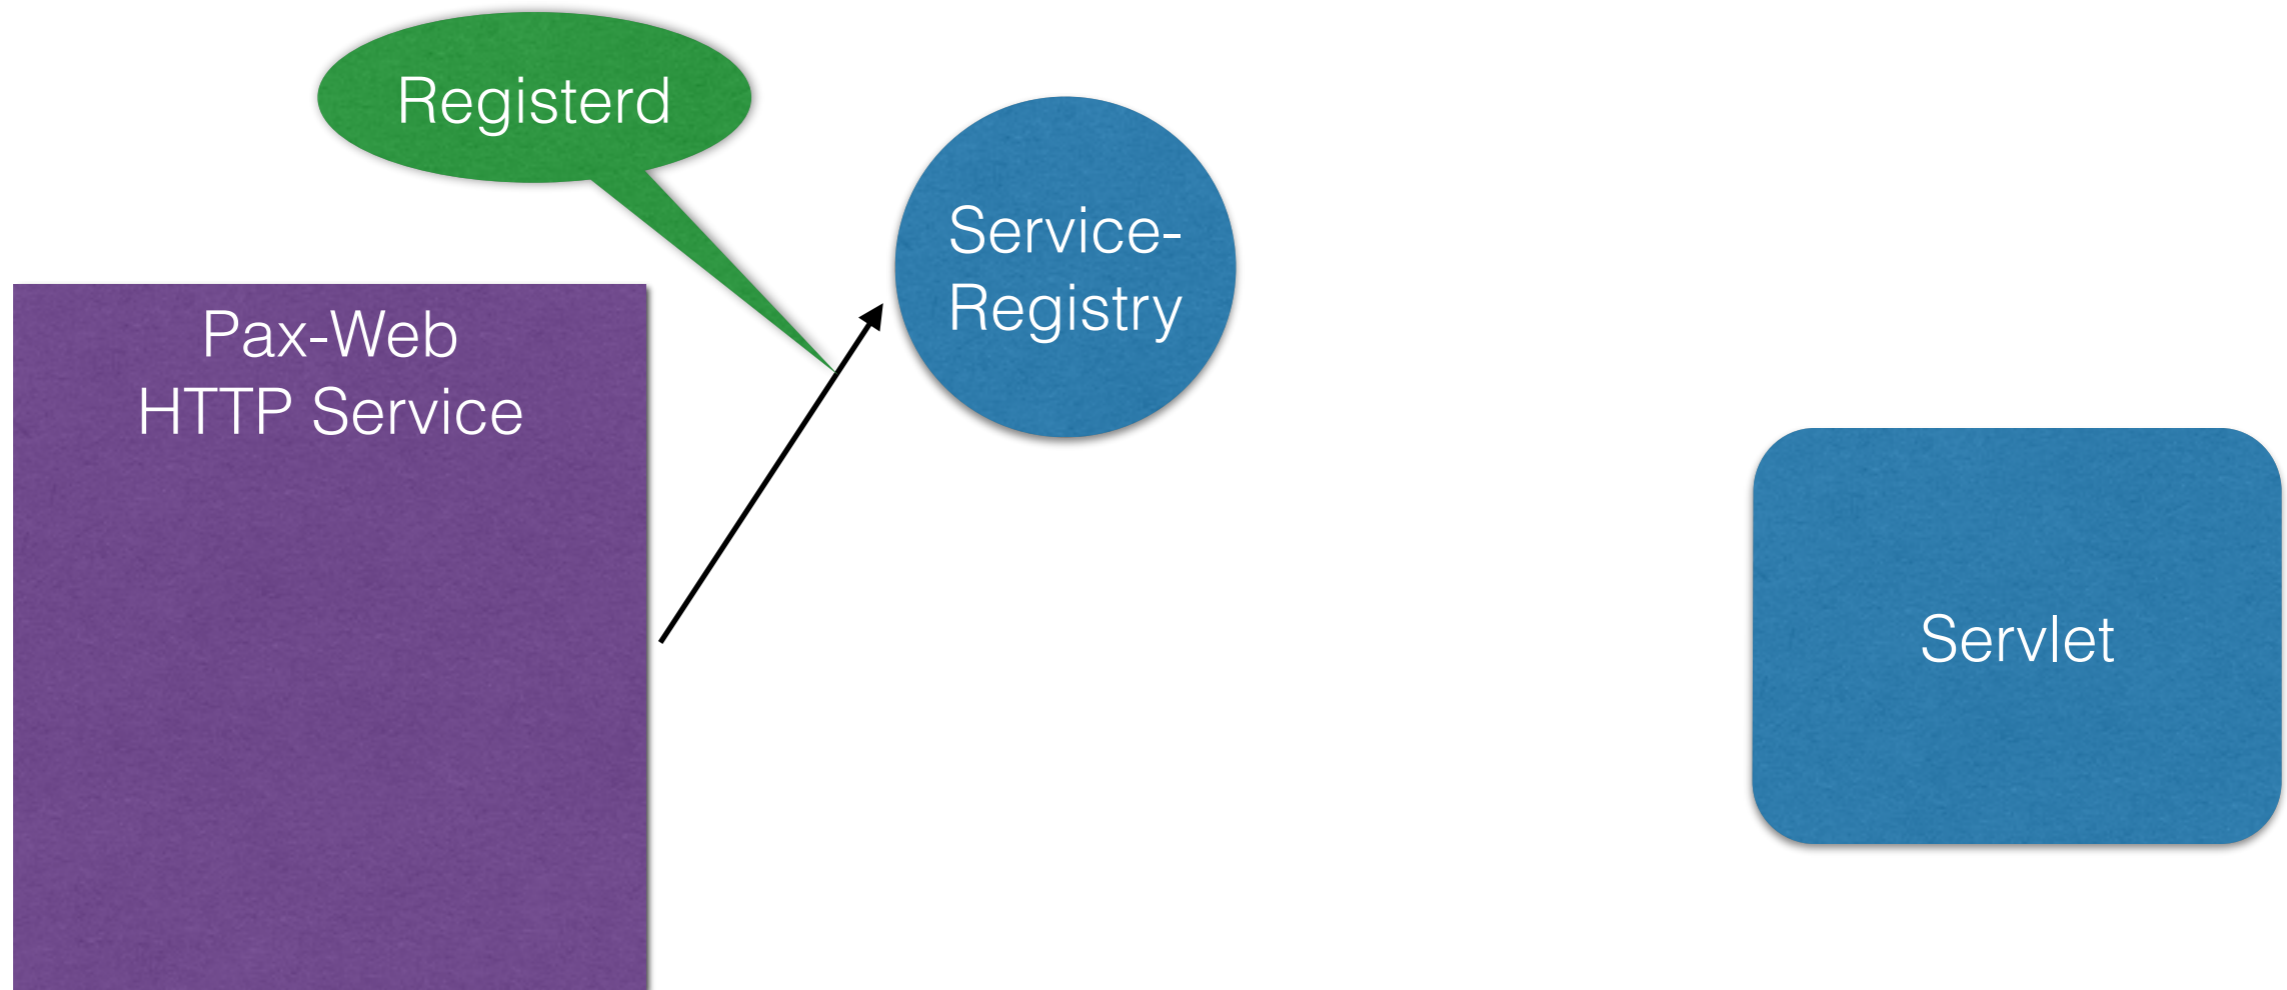 Registerd
Service-
Registry
Pax-Web
HTTP Service
Servlet